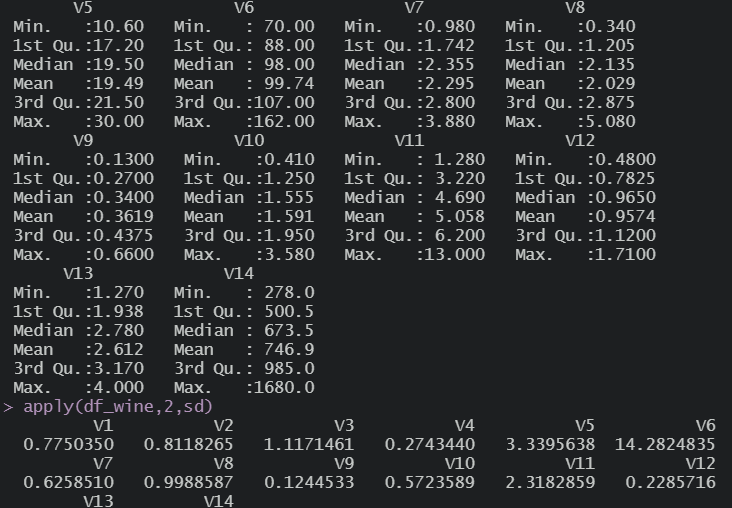 V5 V6 V7 V8
Min. :10.60 Min. : 70.00 Min. :0.980 Min. :0.340
1st Qu.:17.20 1st Qu.: 88.00 1st Qu.:1.742 1st Qu.:1.205
Median :19.50 Median : 98.00 Median :2.355 Median :2.135
Mean :19.49 Mean : 99.74 Mean :2.295 Mean :2.029
3rd Qu.:21.50 3rd Qu.:107.00 3rd Qu.:2.800 3rd Qu.:2.875
Max. :30.00 Max. :162.00 Max. :3.880 Max. :5.080
V9 V10 V11 V12
Min. :0.1300 Min. :0.410 Min. : 1.280 Min. :0.4800
1st Qu.:0.2700 1st Qu.:1.250 1st Qu.: 3.220 1st Qu.:0.7825
Median :0.3400 Median :1.555 Median : 4.690 Median :0.9650
Mean :0.3619 Mean :1.591 Mean : 5.058 Mean :0.9574
3rd Qu.:0.4375 3rd Qu.:1.950 3rd Qu.: 6.200 3rd Qu.:1.1200
Max. :0.6600 Max. :3.580 Max. :13.000 Max. :1.7100
V13 V14
Min. :1.270 Min. : 278.0
1st Qu.:1.938 1st Qu.: 500.5
Median :2.780 Median : 673.5
Mean :2.612 Mean : 746.9
3rd Qu.:3.170 3rd Qu.: 985.0
Max. :4.000 Max. :1680.0
> apply(df_wine,2,sd)
V1 V2 V3 V4 V5 V6
0.7750350 0.8118265 1.1171461 0.2743440 3.3395638 14.2824835
V7 V8 V9 V10 V11 V12
0.6258510 0.9988587 0.1244533 0.5723589 2.3182859 0.2285716
V13 V14